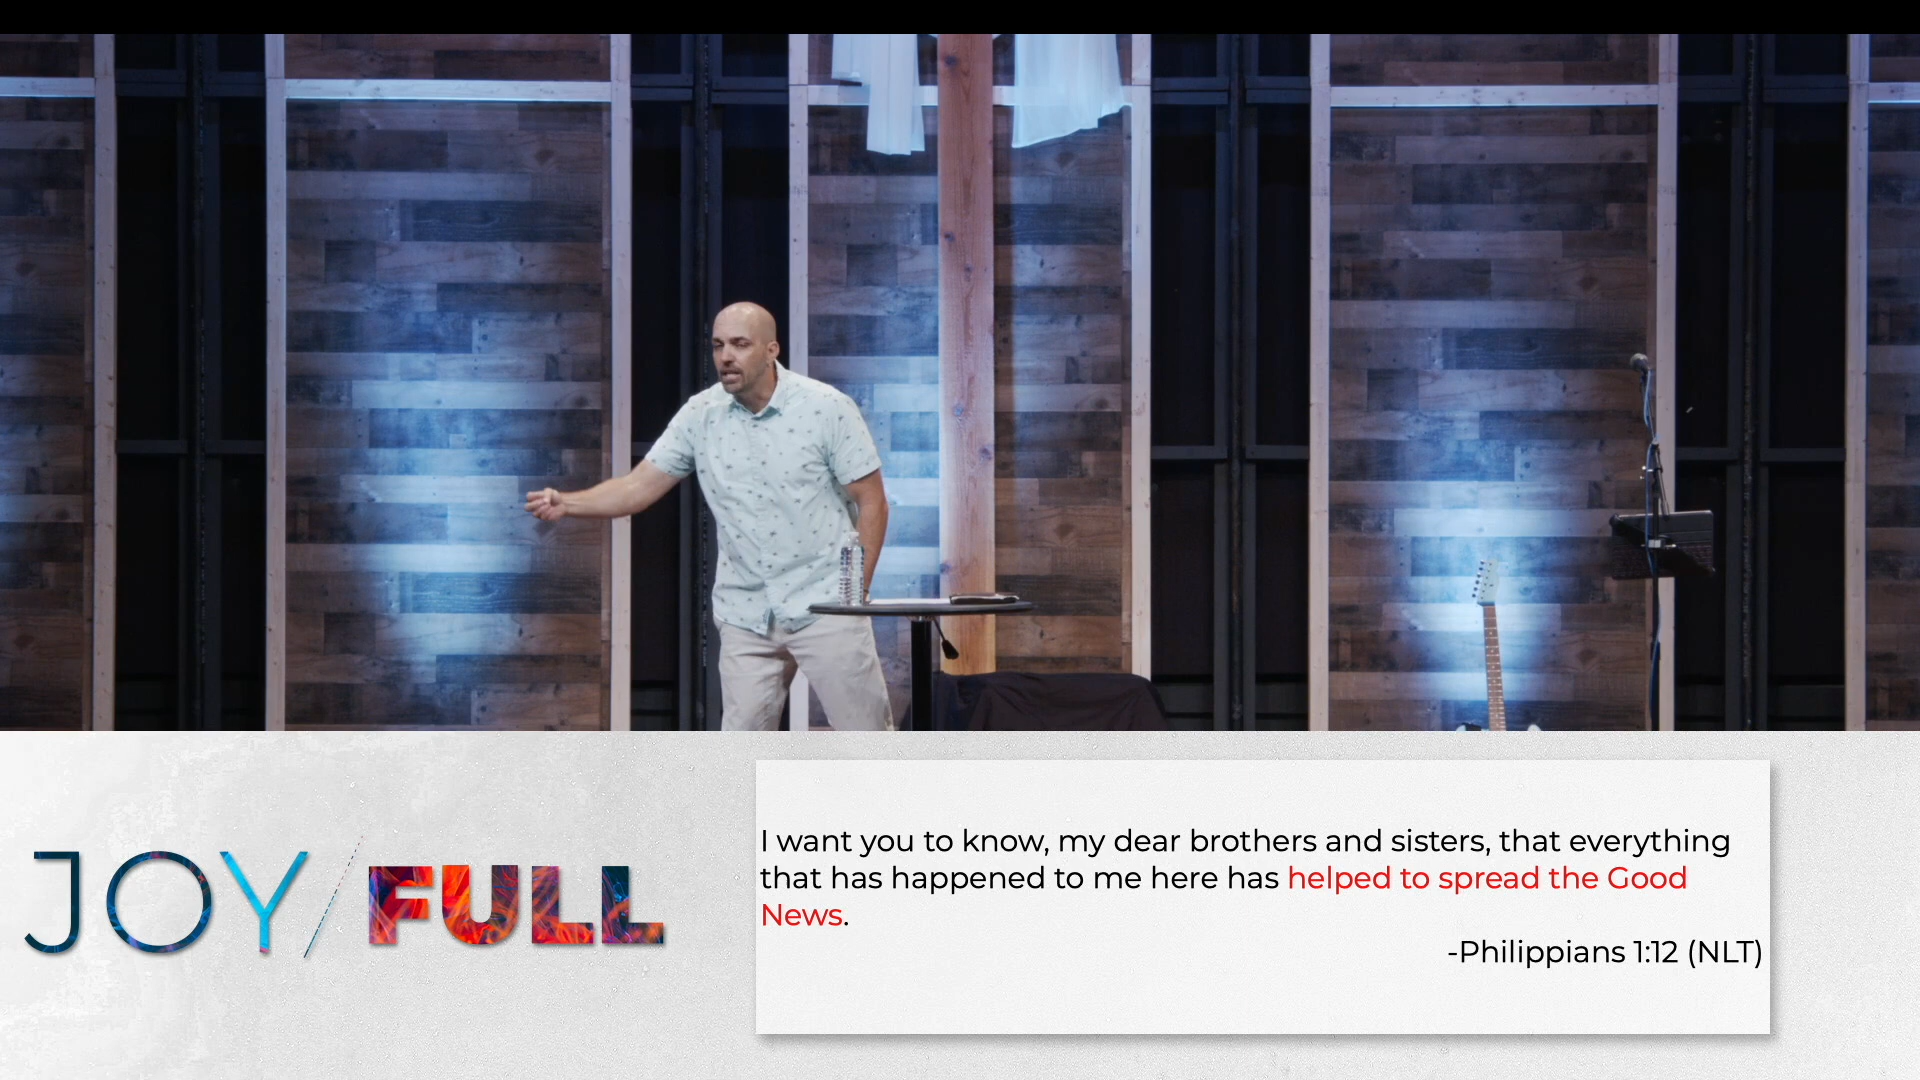 JOY/FULL
I want you to know, my dear brothers and sisters, that everything
that has happened to me here has helped to spread the Good
News.
-Philippians 1:12 (NLT)